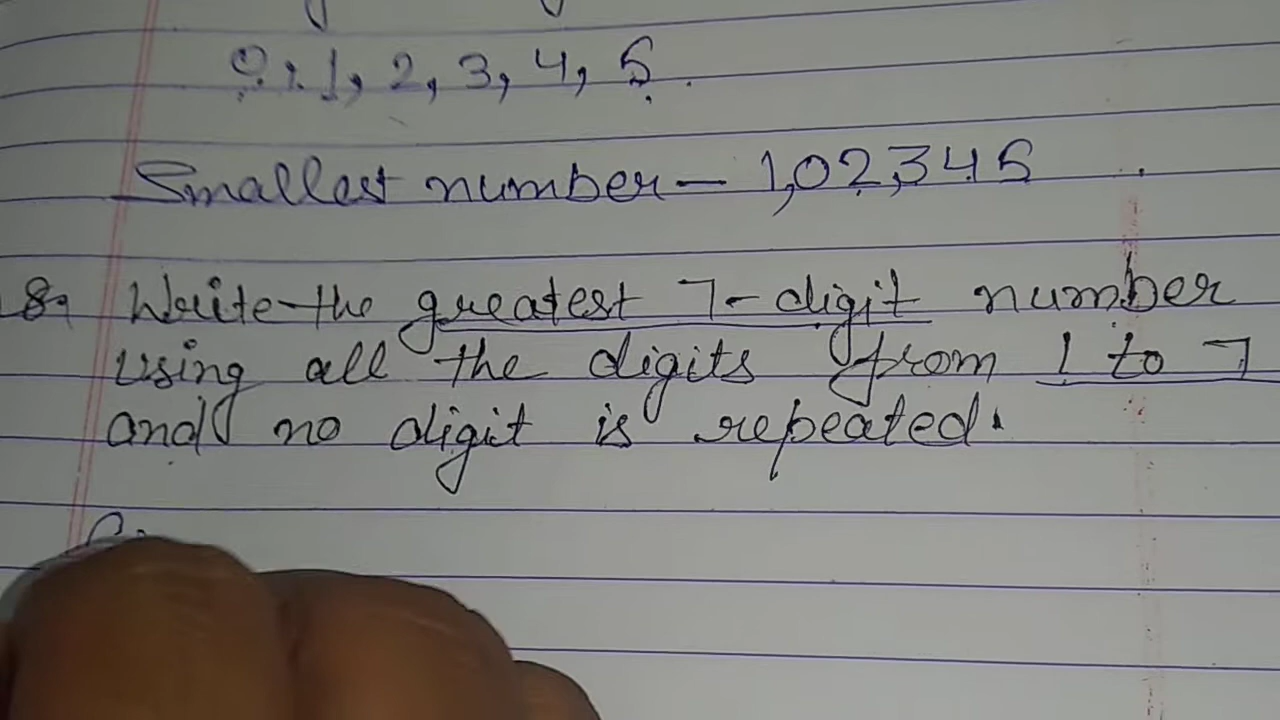 0, 1, 2, 3, 4, 5.
Smallest number - 1,02,345
8. Write the greatest 7-digit number
using all the digits from 1 to 7
and no digit is repeated.